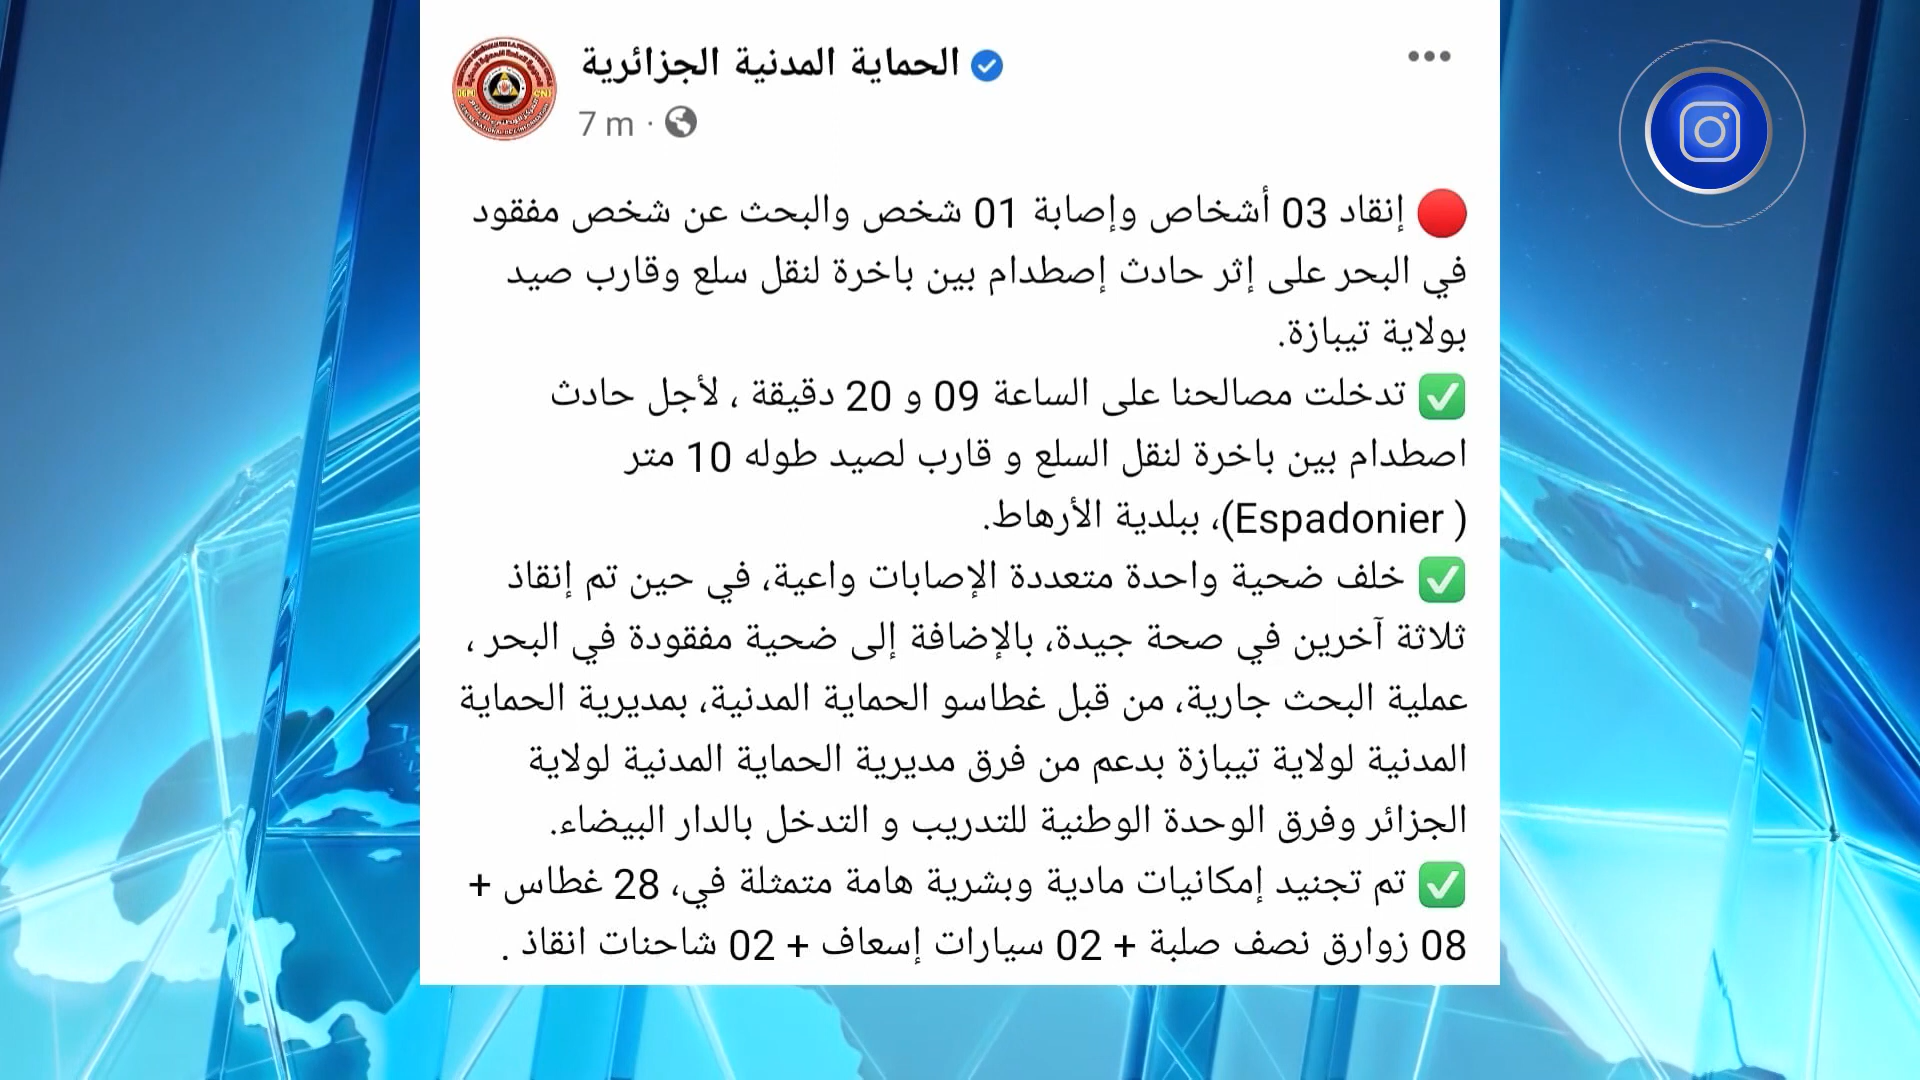 الحماية المدنية الجزائرية
7 m ·
🔴 إنقاد 03 أشخاص وإصابة 01 شخص والبحث عن شخص مفقود
في البحر على إثر حادث إصطدام بين باخرة لنقل سلع وقارب صيد
بولاية تيبازة.
✅ تدخلت مصالحنا على الساعة 09 و 20 دقيقة ، لأجل حادث
اصطدام بين باخرة لنقل السلع و قارب لصيد طوله 10 متر
( Espadonier)، ببلدية الأرهاط.
✅ خلف ضحية واحدة متعددة الإصابات واعية، في حين تم إنقاذ
ثلاثة آخرين في صحة جيدة، بالإضافة إلى ضحية مفقودة في البحر ،
عملية البحث جارية، من قبل غطاسو الحماية المدنية، بمديرية الحماية
المدنية لولاية تيبازة بدعم من فرق مديرية الحماية المدنية لولاية
الجزائر وفرق الوحدة الوطنية للتدريب و التدخل بالدار البيضاء.
✅ تم تجنيد إمكانيات مادية وبشرية هامة متمثلة في، 28 غطاس +
08 زوارق نصف صلبة + 02 سيارات إسعاف + 02 شاحنات انقاذ .